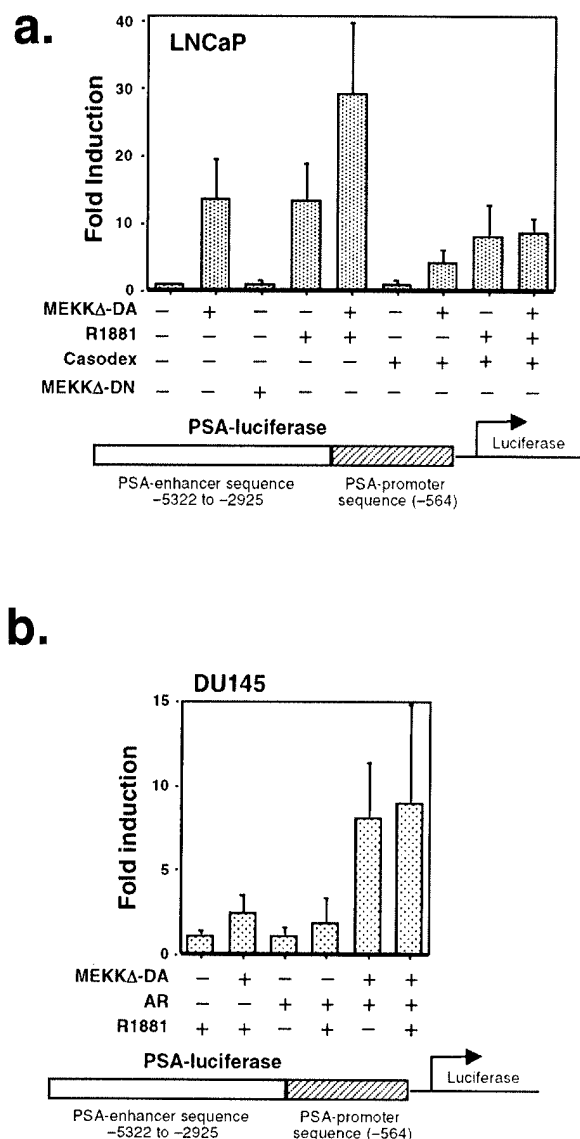 a.
LNCaP
Fold Induction
40
30
20
10
0
MEKKΔ-DA − + − − + − + − +
R1881 − − − + + − − + +
Casodex − − − − − + + + +
MEKKΔ-DN − − + − − − − − −
PSA-luciferase
Luciferase
PSA-enhancer sequence
−5322 to −2925
PSA-promoter
sequence (−564)
b.
DU145
Fold induction
15
10
5
0
MEKKΔ-DA − + − − + +
AR − − + + + +
R1881 + + − + − +
PSA-luciferase
Luciferase
PSA-enhancer sequence
−5322 to −2925
PSA-promoter
sequence (−564)